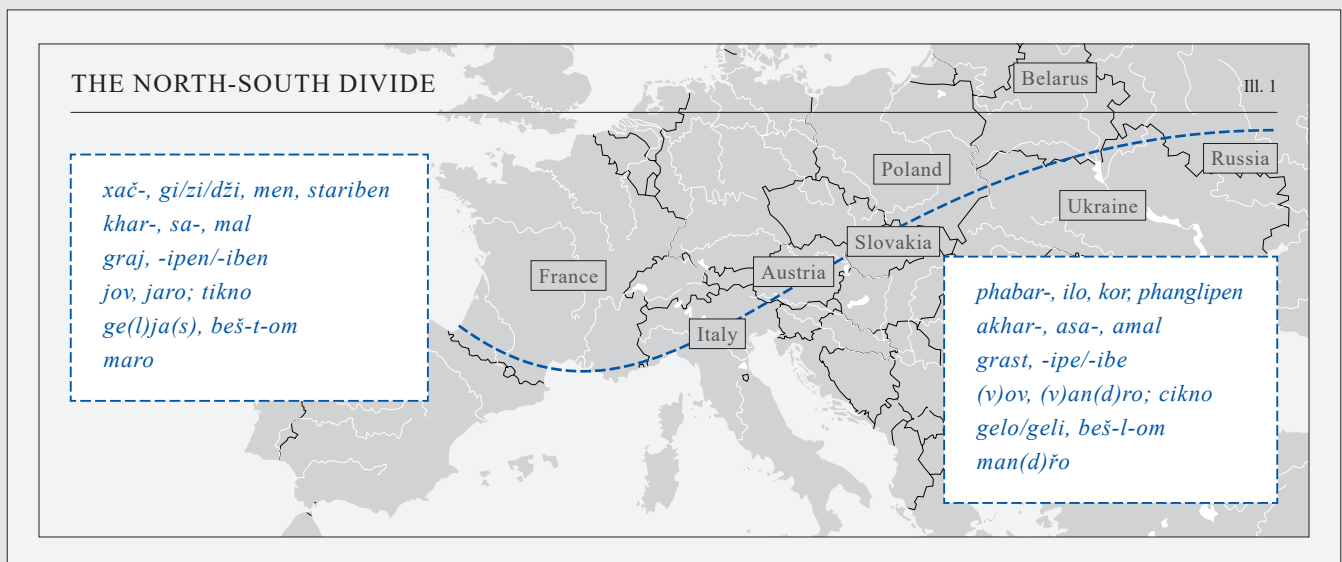 THE NORTH-SOUTH DIVIDE
Ill. 1
Belarus
Russia
Poland
Ukraine
Slovakia
Austria
France
Italy
xač-, gi/zi/dži, men, stariben
khar-, sa-, mal
graj, -ipen/-iben
jov, jaro; tikno
ge(l)ja(s), beš-t-om
maro
phabar-, ilo, kor, phanglipen
akhar-, asa-, amal
grast, -ipe/-ibe
(v)ov, (v)an(d)ro; cikno
gelo/geli, beš-l-om
man(d)řo